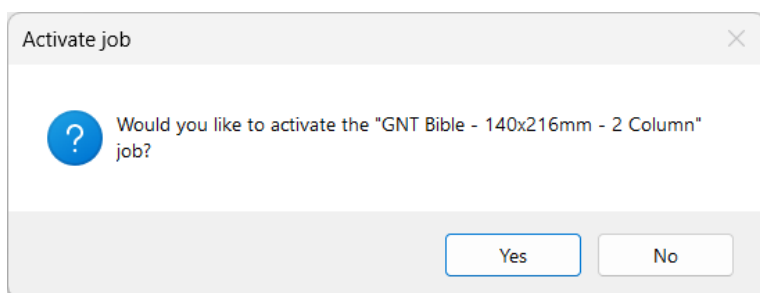 Activate job
Would you like to activate the "GNT Bible - 140x216mm - 2 Column"
job?
Yes
No